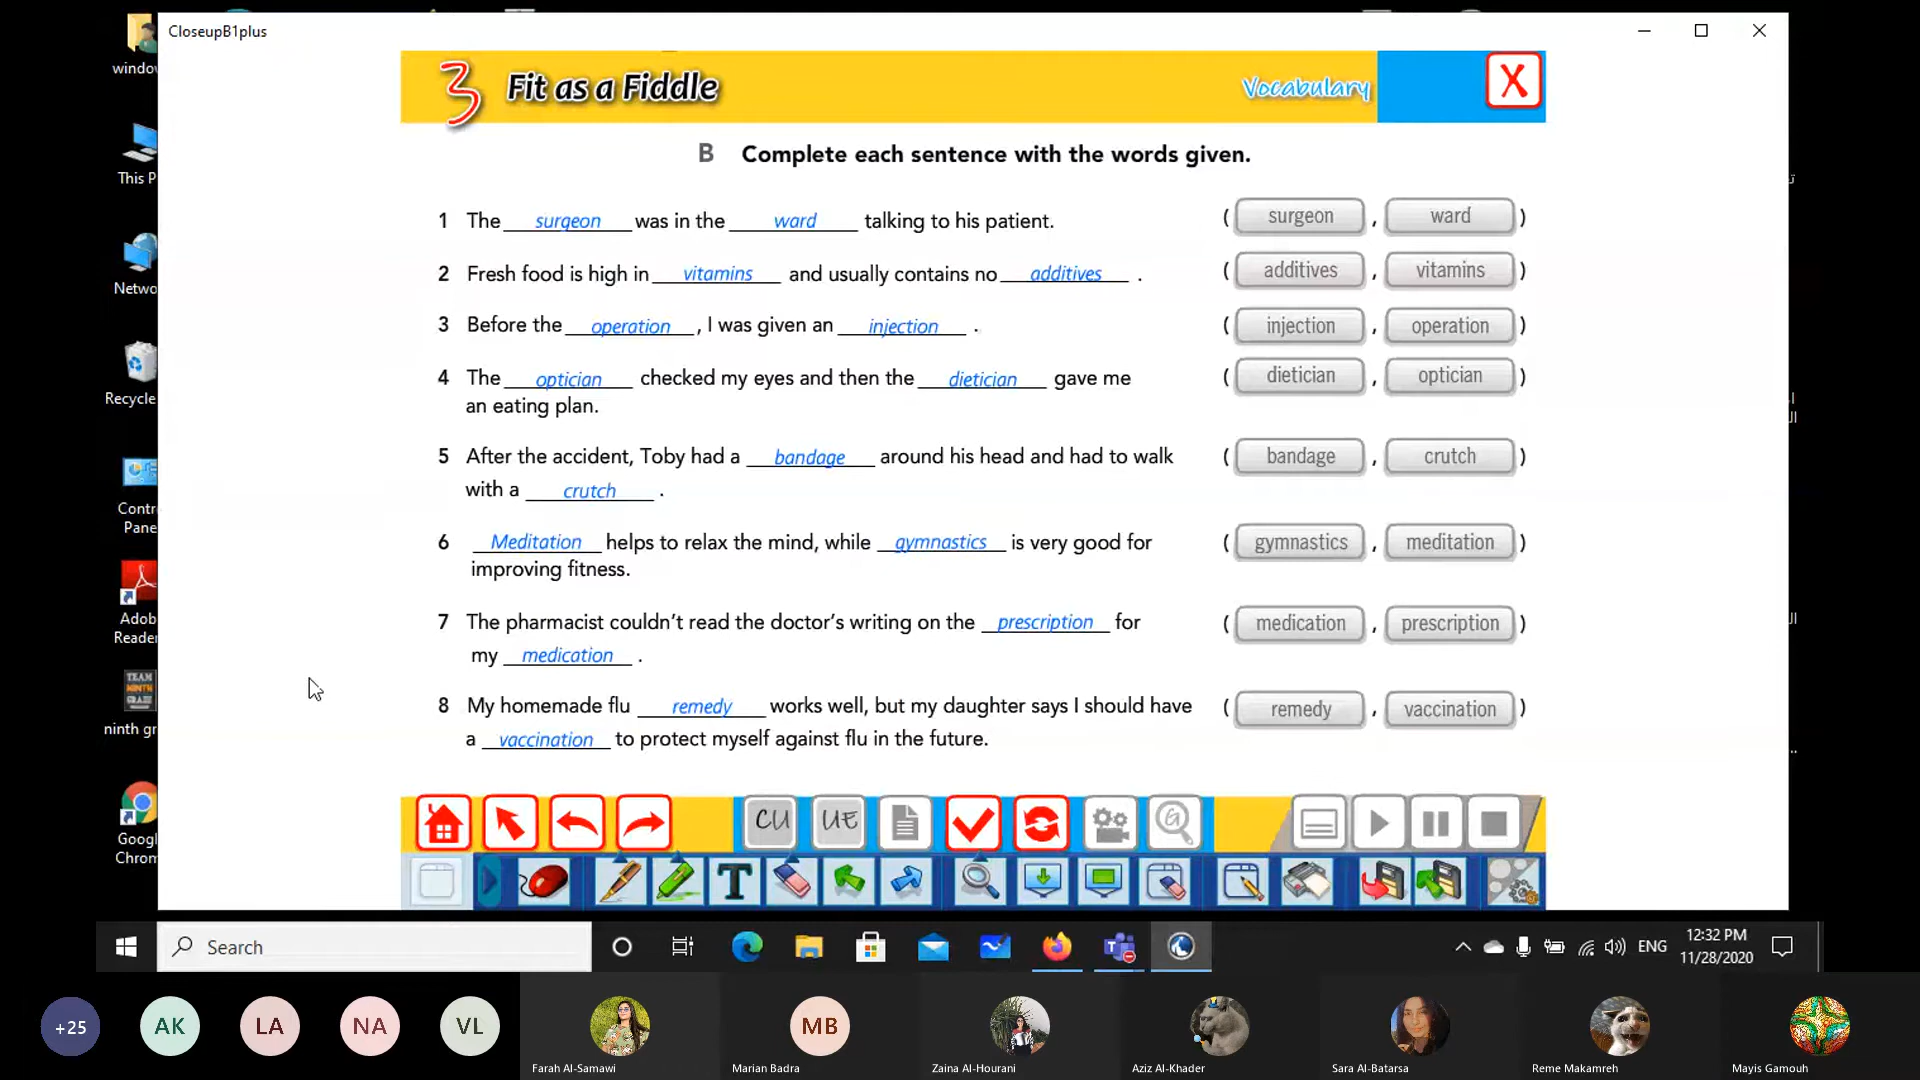 CloseupB1plus
window
3 Fit as a Fiddle
Vocabulary
X
B Complete each sentence with the words given.
1 The surgeon was in the ward talking to his patient. ( surgeon , ward )
This P
2 Fresh food is high in vitamins and usually contains no additives . ( additives , vitamins )
Netwo
3 Before the operation , I was given an injection . ( injection , operation )
4 The optician checked my eyes and then the dietician gave me ( dietician , optician )
an eating plan.
Recycle
5 After the accident, Toby had a bandage around his head and had to walk ( bandage , crutch )
with a crutch .
Contr
Pane
6 Meditation helps to relax the mind, while gymnastics is very good for ( gymnastics , meditation )
improving fitness.
Adob
Reader
7 The pharmacist couldn't read the doctor's writing on the prescription for ( medication , prescription )
my medication .
TEAM
NINTH
GRADE
ninth gr
8 My homemade flu remedy works well, but my daughter says I should have ( remedy , vaccination )
a vaccination to protect myself against flu in the future.
Googl
Chrom
CU UE
G
T
Search
ENG
12:32 PM
11/28/2020
+25 AK LA NA VL MB
Farah Al-Samawi Marian Badra Zaina Al-Hourani Aziz Al-Khader Sara Al-Batarsa Reme Makamreh Mayis Gamouh